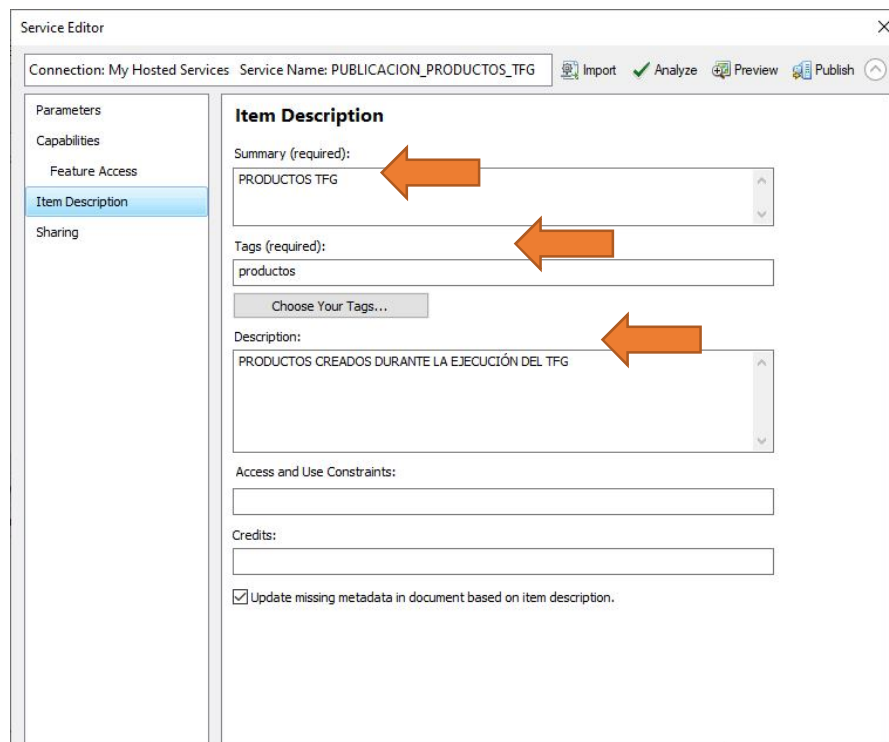 Service Editor
Connection: My Hosted Services Service Name: PUBLICACION_PRODUCTOS_TFG Import Analyze Preview Publish
Parameters
Capabilities
Feature Access
Item Description
Sharing
Item Description
Summary (required):
PRODUCTOS TFG
Tags (required):
productos
Choose Your Tags...
Description:
PRODUCTOS CREADOS DURANTE LA EJECUCIÓN DEL TFG
Access and Use Constraints:
Credits:
Update missing metadata in document based on item description.